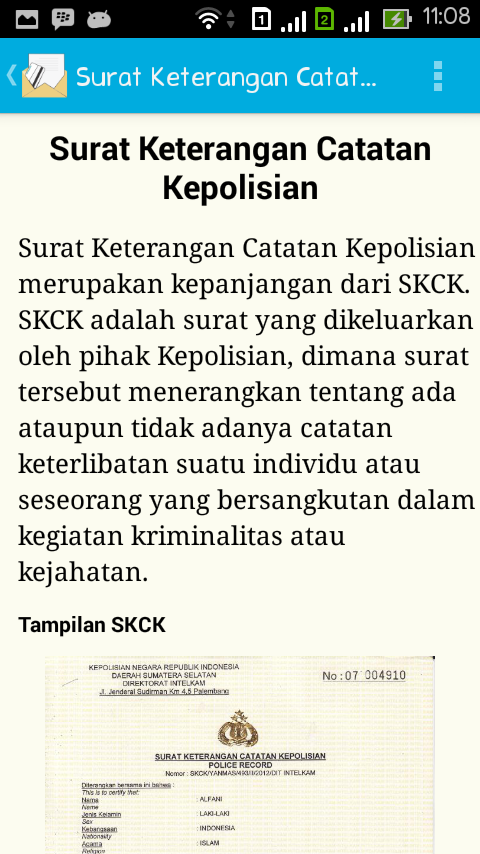 1
2
11:08
Surat Keterangan Catat...
Surat Keterangan Catatan
Kepolisian
Surat Keterangan Catatan Kepolisian
merupakan kepanjangan dari SKCK.
SKCK adalah surat yang dikeluarkan
oleh pihak Kepolisian, dimana surat
tersebut menerangkan tentang ada
ataupun tidak adanya catatan
keterlibatan suatu individu atau
seseorang yang bersangkutan dalam
kegiatan kriminalitas atau
kejahatan.
Tampilan SKCK
KEPOLISIAN NEGARA REPUBLIK INDONESIA
DAERAH SUMATERA SELATAN
DIREKTORAT INTELKAM
Jl. Jenderal Sudirman Km 4,5 Palembang
No : 07 004910
SURAT KETERANGAN CATATAN KEPOLISIAN
POLICE RECORD
Nomor : SKCK/YANMAS/493/II/2012/DIT INTELKAM
Diterangkan bersama ini bahwa :
This is to certify that:
Nama : ALFANI
Name
Jenis Kelamin : LAKI-LAKI
Sex
Kebangsaan : INDONESIA
Nationality
Agama : ISLAM
Religion